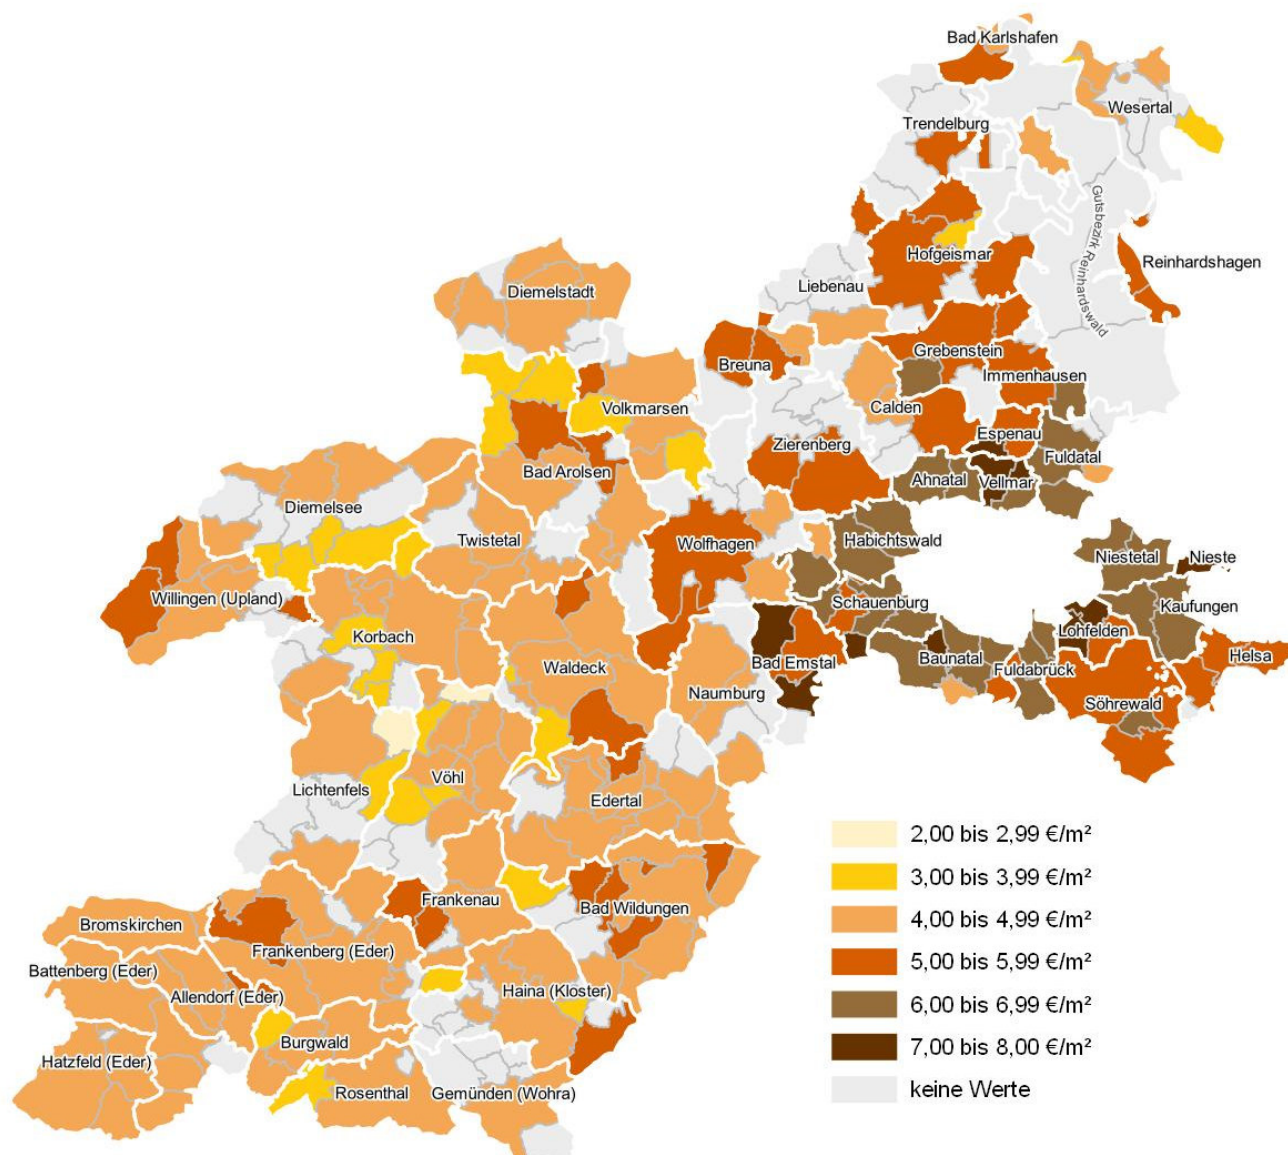 Bad Karlshafen
Wesertal
Trendelburg
Gutsbezirk Reinhardswald
Hofgeismar
Reinhardshagen
Liebenau
Diemelstadt
Grebenstein
Breuna
Immenhausen
Calden
Volkmarsen
Espenau
Zierenberg
Fuldatal
Bad Arolsen
Ahnatal
Vellmar
Diemelsee
Twistetal
Wolfhagen
Habichtswald
Niestetal
Nieste
Willingen (Upland)
Schauenburg
Kaufungen
Lohfelden
Korbach
Waldeck
Bad Emstal
Baunatal
Helsa
Fuldabrück
Naumburg
Söhrewald
Vöhl
Lichtenfels
Edertal
2,00 bis 2,99 €/m²
3,00 bis 3,99 €/m²
4,00 bis 4,99 €/m²
5,00 bis 5,99 €/m²
6,00 bis 6,99 €/m²
7,00 bis 8,00 €/m²
keine Werte
Frankenau
Bad Wildungen
Bromskirchen
Frankenberg (Eder)
Battenberg (Eder)
Allendorf (Eder)
Haina (Kloster)
Burgwald
Hatzfeld (Eder)
Rosenthal
Gemünden (Wohra)